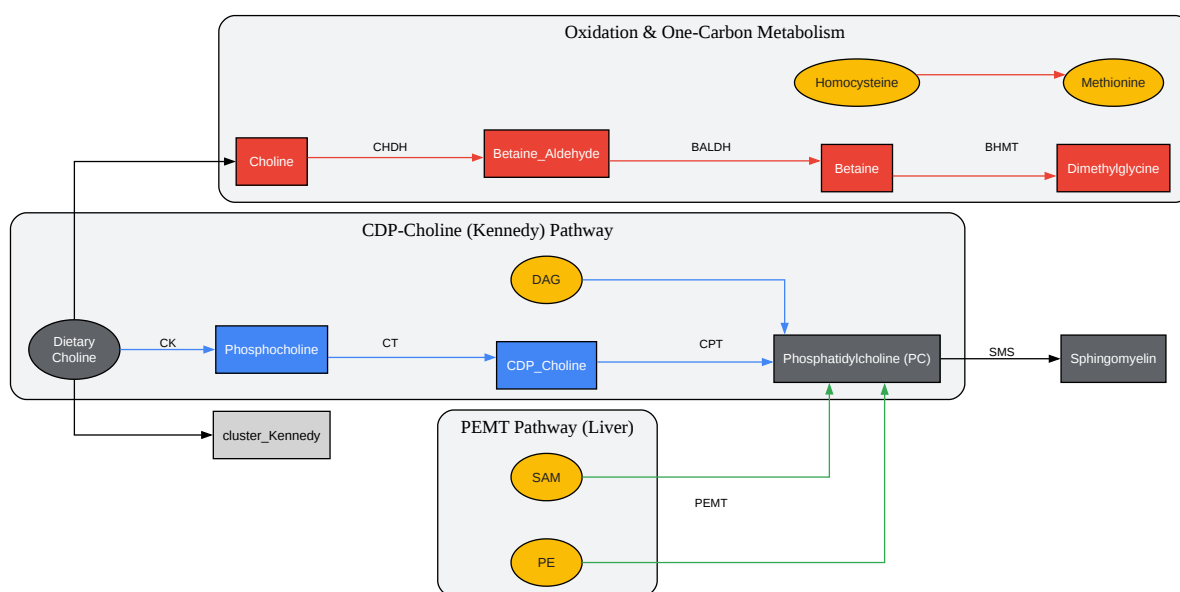 Oxidation & One-Carbon Metabolism
Homocysteine
Methionine
Choline
CHDH
Betaine_Aldehyde
BALDH
Betaine
BHMT
Dimethylglycine
CDP-Choline (Kennedy) Pathway
DAG
Dietary
Choline
CK
Phosphocholine
CT
CDP_Choline
CPT
Phosphatidylcholine (PC)
SMS
Sphingomyelin
cluster_Kennedy
PEMT Pathway (Liver)
SAM
PEMT
PE